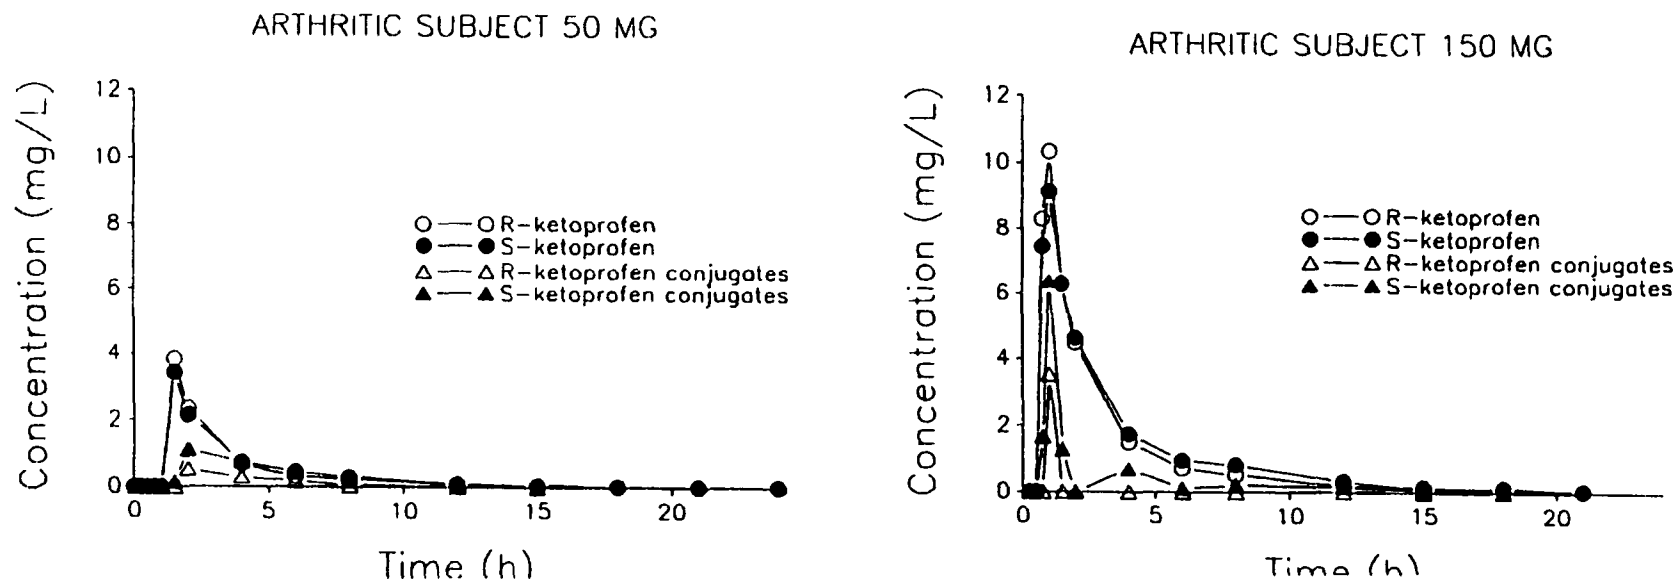 ARTHRITIC SUBJECT 50 MG
Concentration (mg/L)
12
10
8
6
4
2
0
0 5 10 15 20
Time (h)
R-ketoprofen
S-ketoprofen
R-ketoprofen conjugates
S-ketoprofen conjugates
ARTHRITIC SUBJECT 150 MG
Concentration (mg/L)
12
10
8
6
4
2
0
0 5 10 15 20
Time (h)
R-ketoprofen
S-ketoprofen
R-ketoprofen conjugates
S-ketoprofen conjugates